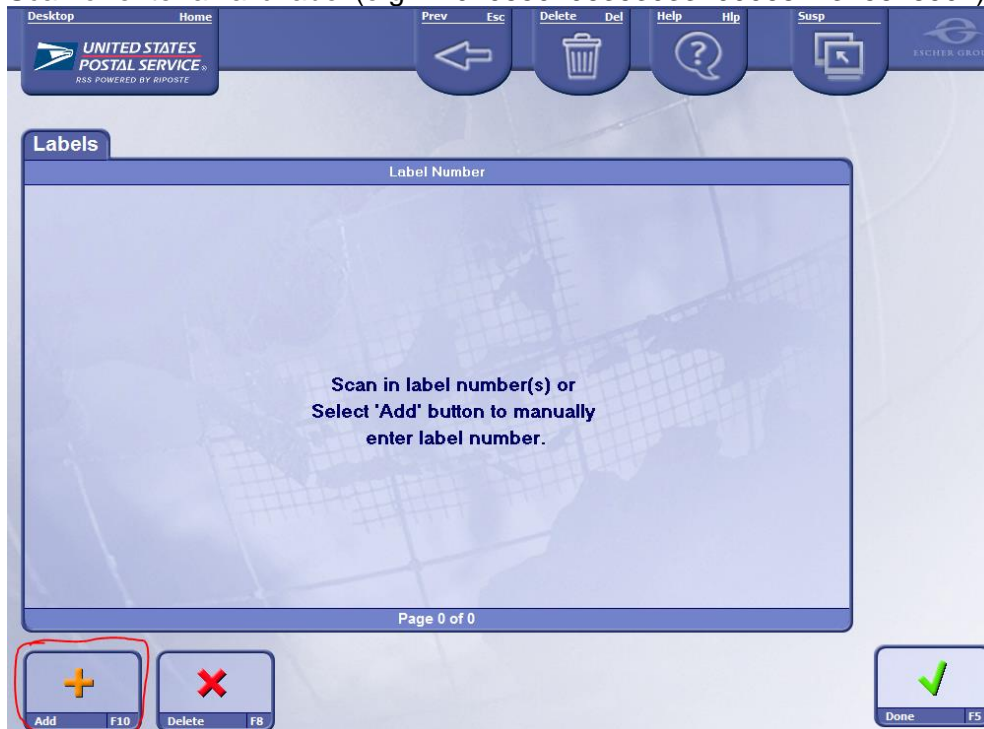 Desktop Home
Prev Esc
Delete Del
Help Hlp
Susp
UNITED STATES
POSTAL SERVICE®
RSS POWERED BY RIPOSTE
Labels
Label Number
Scan in label number(s) or
Select 'Add' button to manually
enter label number.
Page 0 of 0
Add F10
Delete F8
Done F5